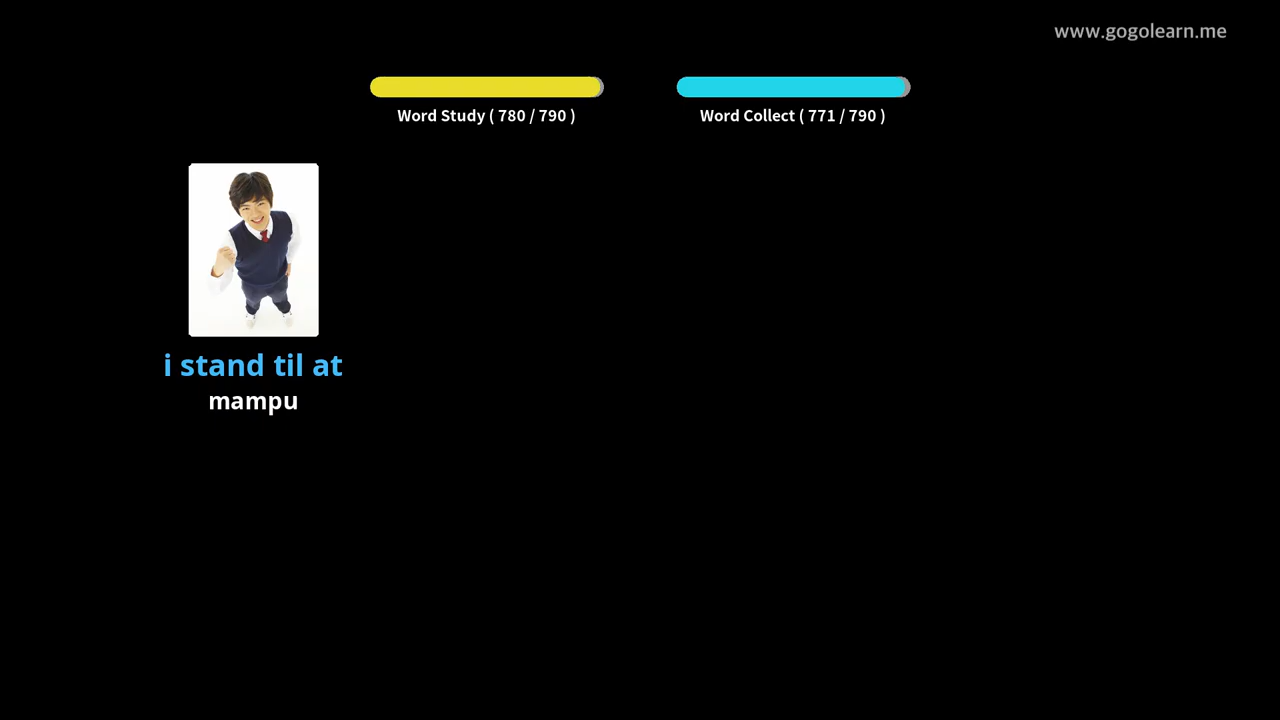 www.gogolearn.me
Word Study ( 780 / 790 )
Word Collect ( 771 / 790 )
i stand til at
mampu